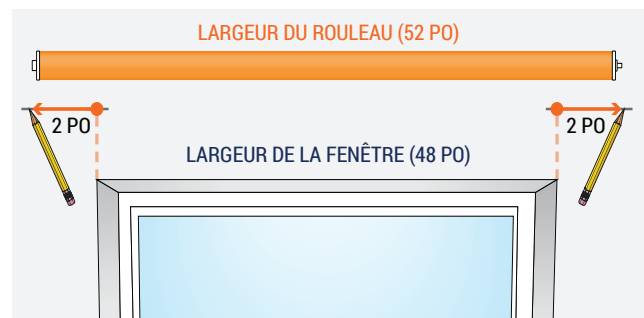 LARGEUR DU ROULEAU (52 PO)
2 PO
2 PO
LARGEUR DE LA FENÊTRE (48 PO)